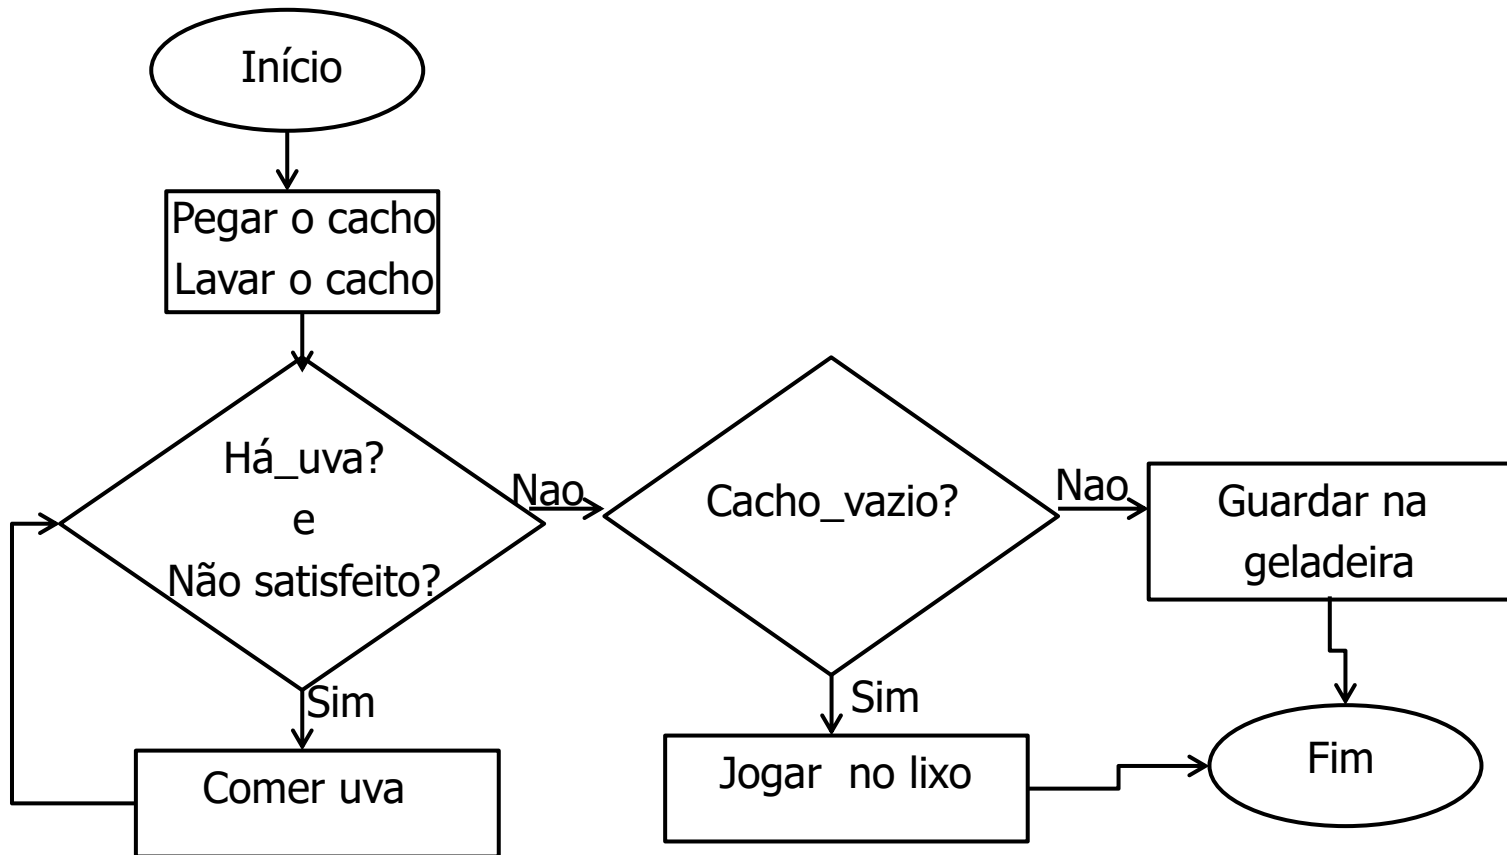 Início
Pegar o cacho
Lavar o cacho
Há_uva?
e
Não satisfeito?
Nao
Cacho_vazio?
Nao
Guardar na
geladeira
Sim
Comer uva
Sim
Jogar  no lixo
Fim